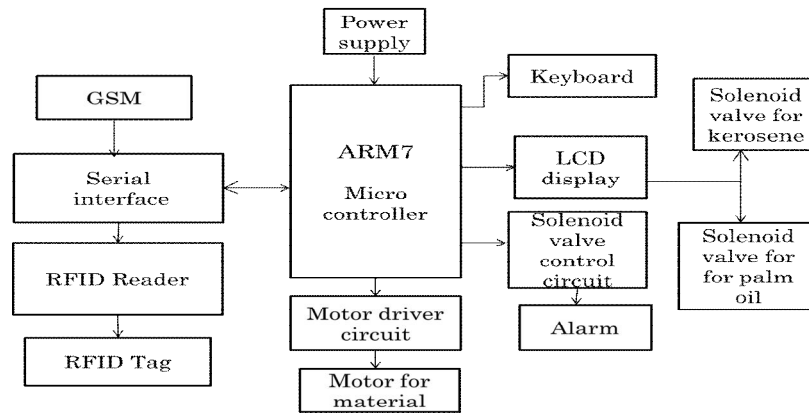 Power
supply
GSM
Serial
interface
RFID Reader
RFID Tag
ARM7
Micro
controller
Motor driver
circuit
Motor for
material
Keyboard
LCD
display
Solenoid
valve control
circuit
Alarm
Solenoid
valve for
kerosene
Solenoid
valve for
for palm
oil